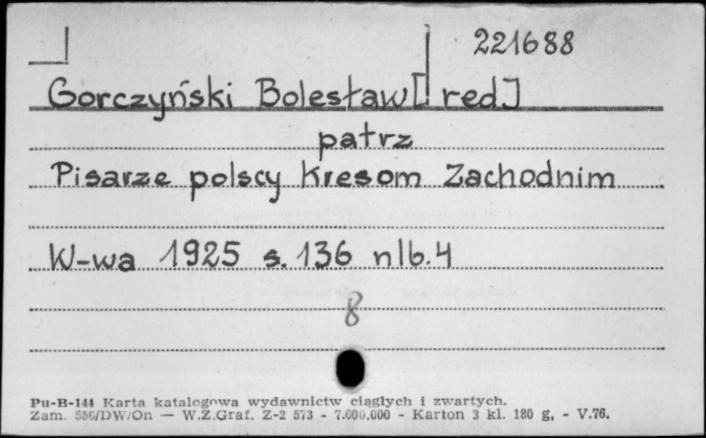 221688
Gorczyński Bolesław [red.]
patrz
Pisarze polscy Kresom Zachodnim
W-wa 1925 s. 136 nlb. 4
8
Pu-B-144 Karta katalogowa wydawnictw ciągłych i zwartych.
Zam. 556/DW/On — W.Z.Graf. Z-2 573 - 7.000.000 - Karton 3 kl. 180 g, - V.76.